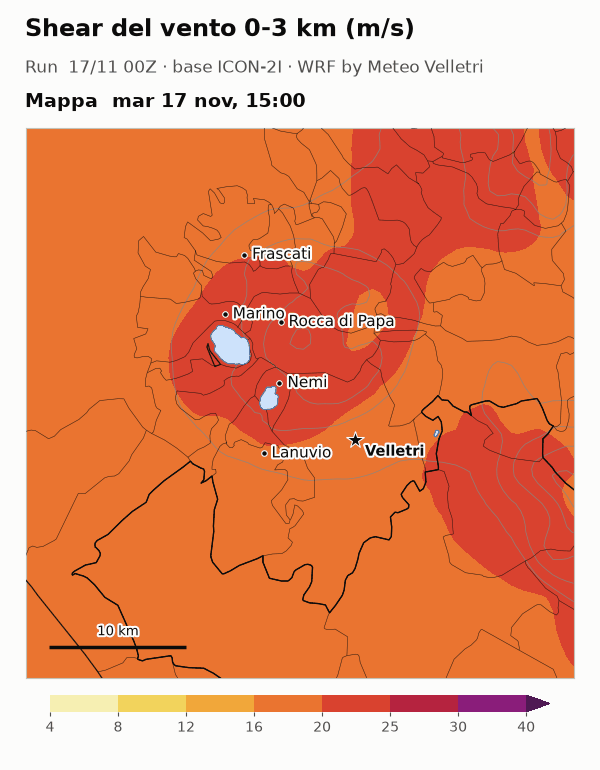 Shear del vento 0-3 km (m/s)
Run  17/11 00Z · base ICON-2I · WRF by Meteo Velletri
Mappa  mar 17 nov, 15:00
Frascati
Marino
Rocca di Papa
Nemi
Velletri
Lanuvio
10 km
4 8 12 16 20 25 30 40